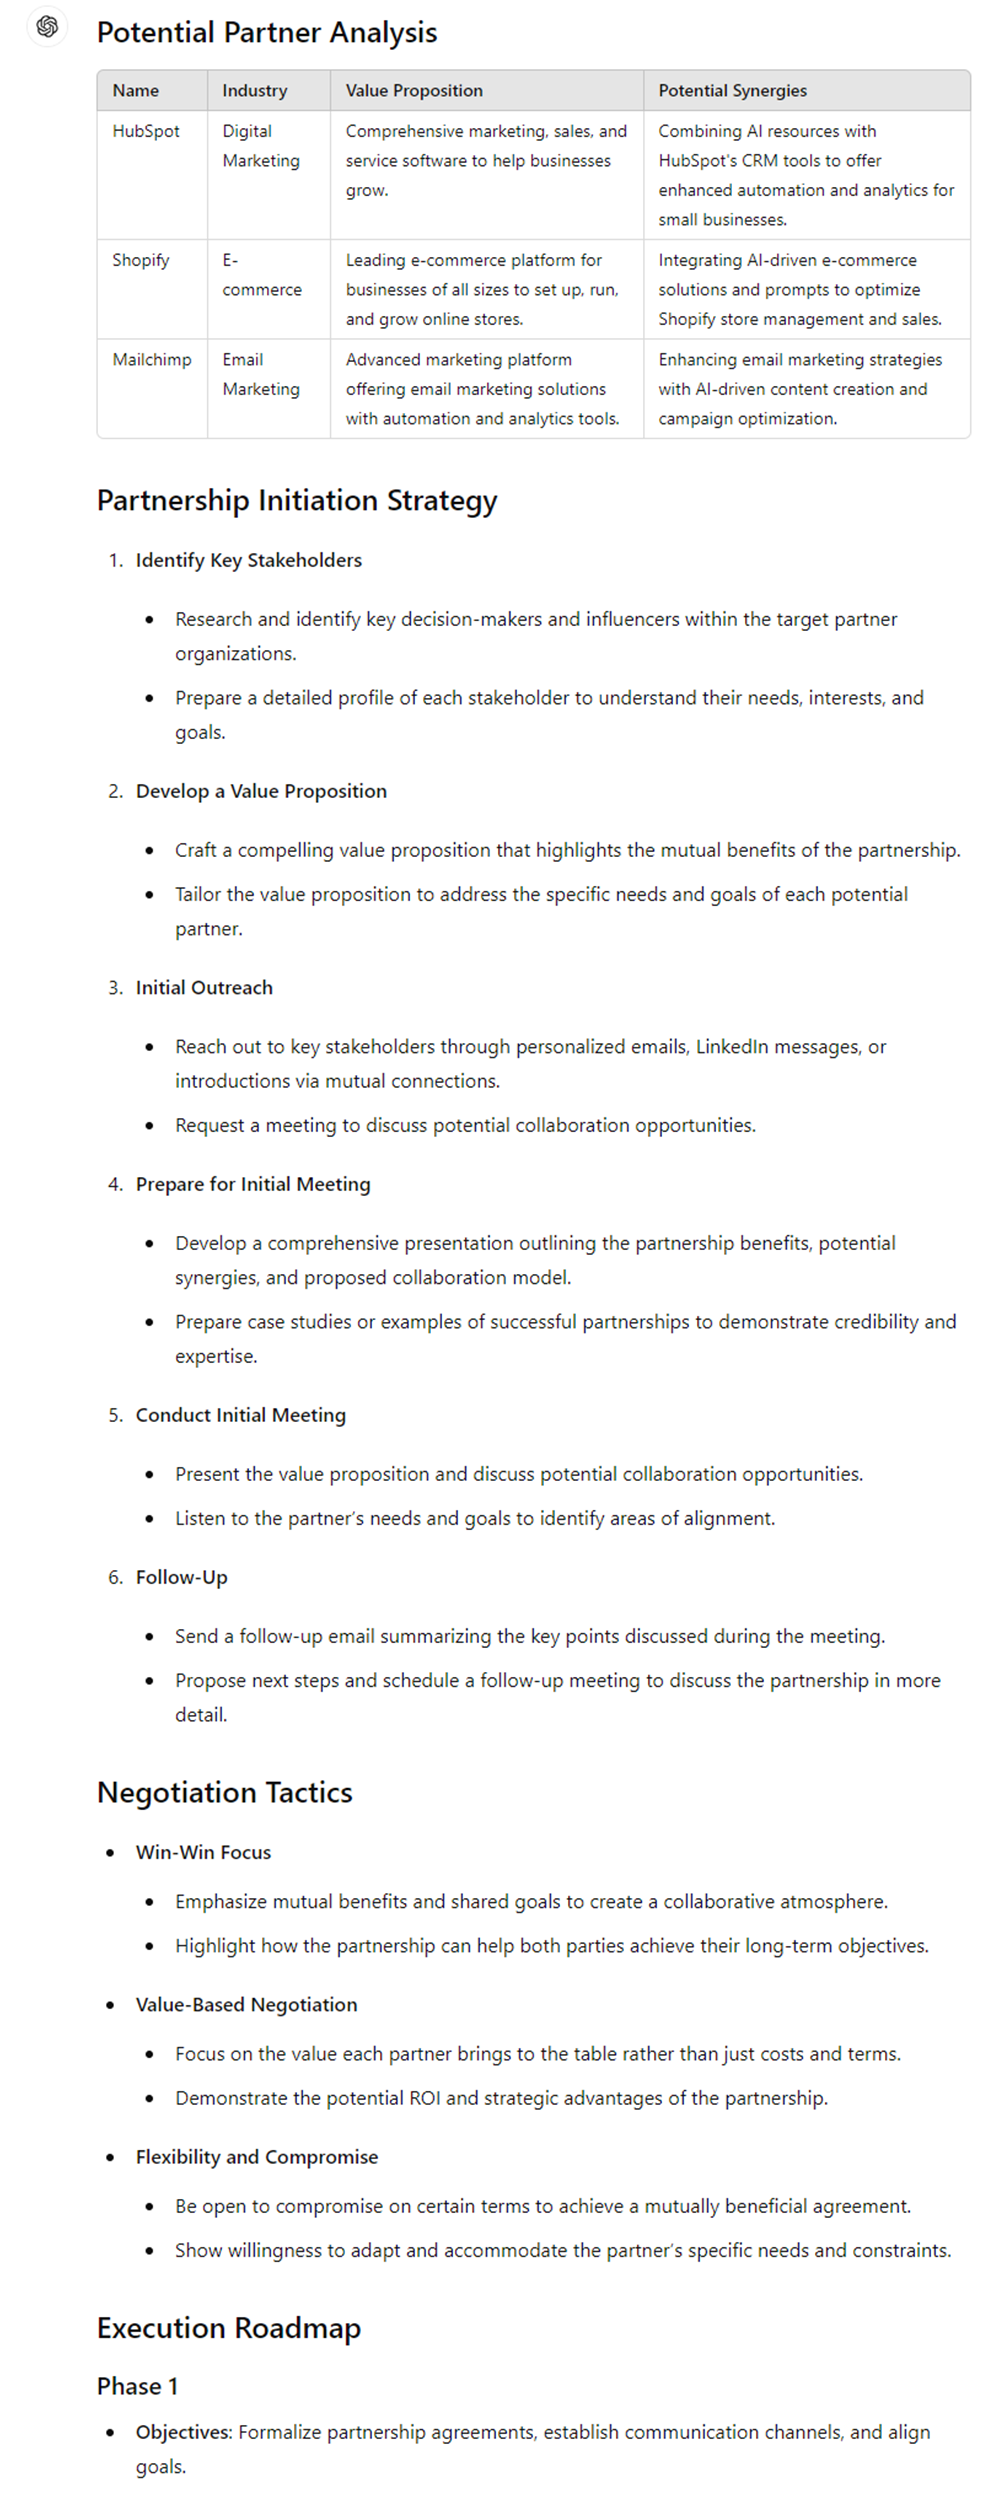 Potential Partner Analysis
Name Industry Value Proposition Potential Synergies
HubSpot Digital Comprehensive marketing, sales, and Combining AI resources with
Marketing service software to help businesses HubSpot's CRM tools to offer
grow. enhanced automation and analytics for
small businesses.
Shopify E- Leading e-commerce platform for Integrating AI-driven e-commerce
commerce businesses of all sizes to set up, run, solutions and prompts to optimize
and grow online stores. Shopify store management and sales.
Mailchimp Email Advanced marketing platform Enhancing email marketing strategies
Marketing offering email marketing solutions with AI-driven content creation and
with automation and analytics tools. campaign optimization.
Partnership Initiation Strategy
1. Identify Key Stakeholders
• Research and identify key decision-makers and influencers within the target partner
organizations.
• Prepare a detailed profile of each stakeholder to understand their needs, interests, and
goals.
2. Develop a Value Proposition
• Craft a compelling value proposition that highlights the mutual benefits of the partnership.
• Tailor the value proposition to address the specific needs and goals of each potential
partner.
3. Initial Outreach
• Reach out to key stakeholders through personalized emails, LinkedIn messages, or
introductions via mutual connections.
• Request a meeting to discuss potential collaboration opportunities.
4. Prepare for Initial Meeting
• Develop a comprehensive presentation outlining the partnership benefits, potential
synergies, and proposed collaboration model.
• Prepare case studies or examples of successful partnerships to demonstrate credibility and
expertise.
5. Conduct Initial Meeting
• Present the value proposition and discuss potential collaboration opportunities.
• Listen to the partner's needs and goals to identify areas of alignment.
6. Follow-Up
• Send a follow-up email summarizing the key points discussed during the meeting.
• Propose next steps and schedule a follow-up meeting to discuss the partnership in more
detail.
Negotiation Tactics
• Win-Win Focus
• Emphasize mutual benefits and shared goals to create a collaborative atmosphere.
• Highlight how the partnership can help both parties achieve their long-term objectives.
• Value-Based Negotiation
• Focus on the value each partner brings to the table rather than just costs and terms.
• Demonstrate the potential ROI and strategic advantages of the partnership.
• Flexibility and Compromise
• Be open to compromise on certain terms to achieve a mutually beneficial agreement.
• Show willingness to adapt and accommodate the partner's specific needs and constraints.
Execution Roadmap
Phase 1
• Objectives: Formalize partnership agreements, establish communication channels, and align
goals.